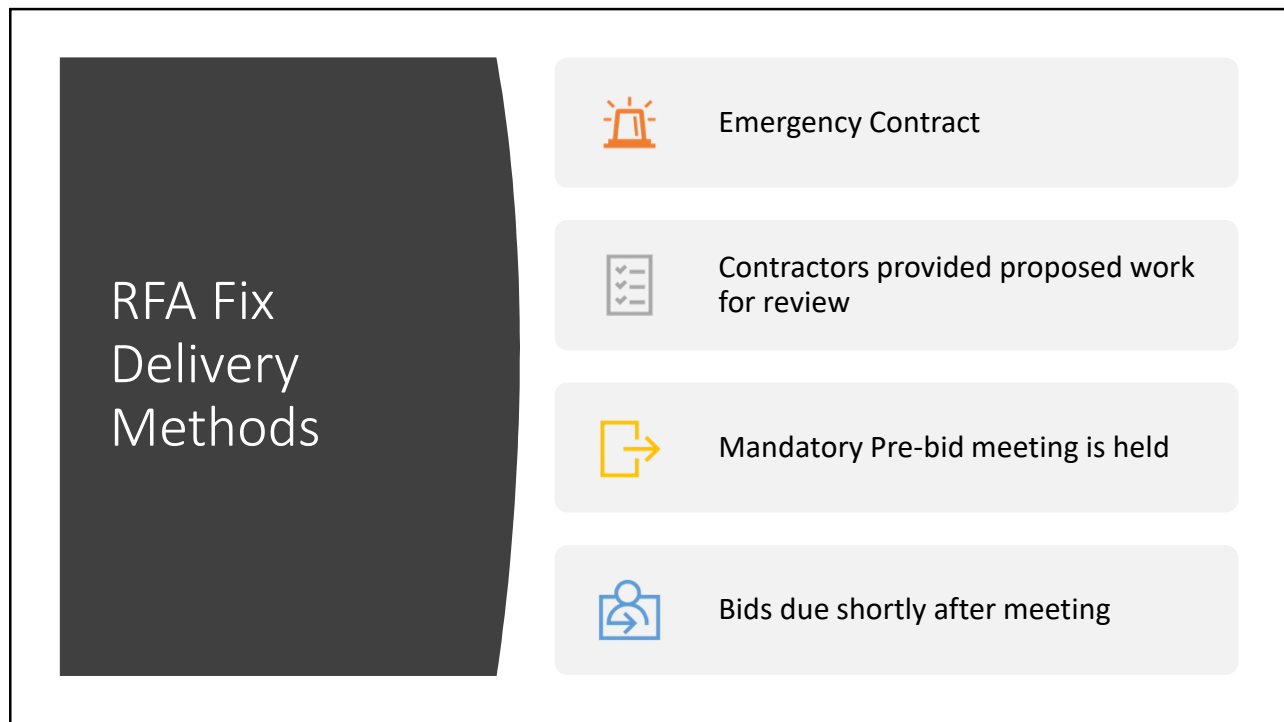 RFA Fix
Delivery
Methods
Emergency Contract
Contractors provided proposed work
for review
Mandatory Pre-bid meeting is held
Bids due shortly after meeting